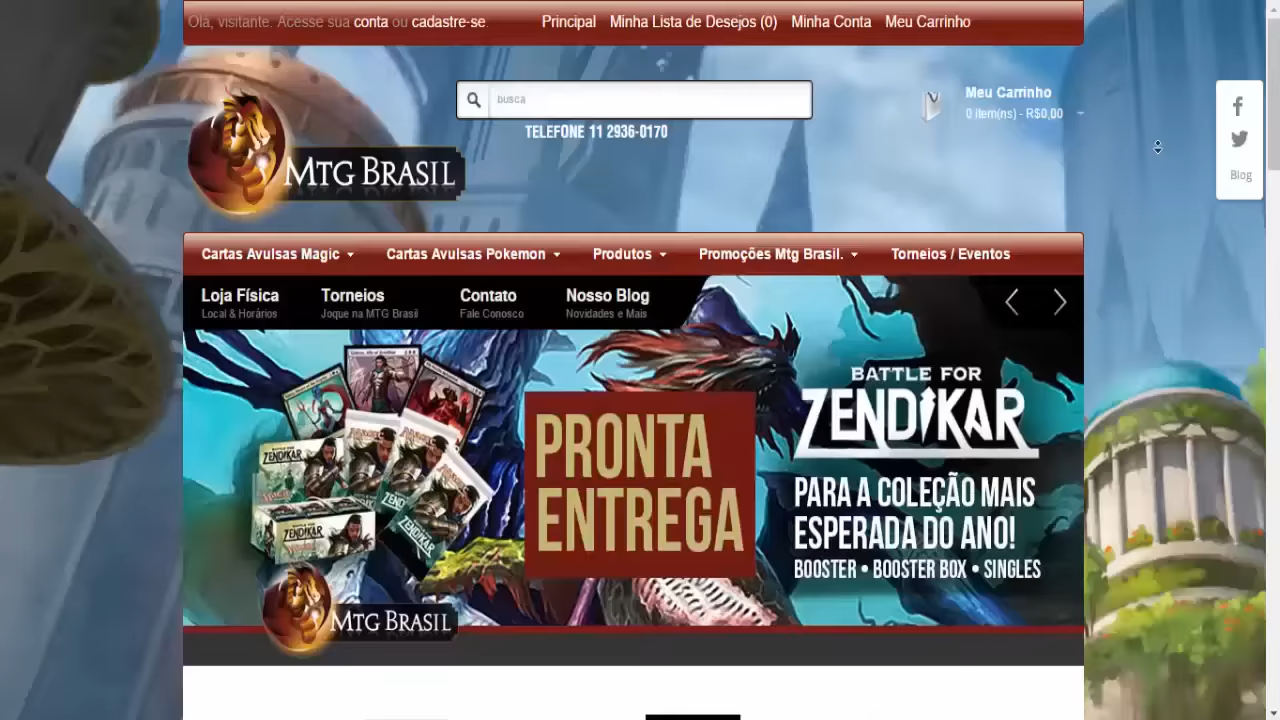 Olá, visitante. Acesse sua conta ou cadastre-se.
Principal Minha Lista de Desejos (0) Minha Conta Meu Carrinho
busca
TELEFONE 11 2936-0170
Meu Carrinho
0 item(ns) - R$0,00
Blog
MTG BRASIL
Cartas Avulsas Magic Cartas Avulsas Pokemon Produtos Promoções Mtg Brasil. Torneios / Eventos
Loja Física Torneios Contato Nosso Blog
Local & Horários Jogue na MTG Brasil Fale Conosco Novidades e Mais
BATTLE FOR
ZENDIKAR
PRONTA
ENTREGA
PARA A COLEÇÃO MAIS
ESPERADA DO ANO!
BOOSTER • BOOSTER BOX • SINGLES
ZENDIKAR
ZENDIKAR
ZENDIKAR
MTG BRASIL